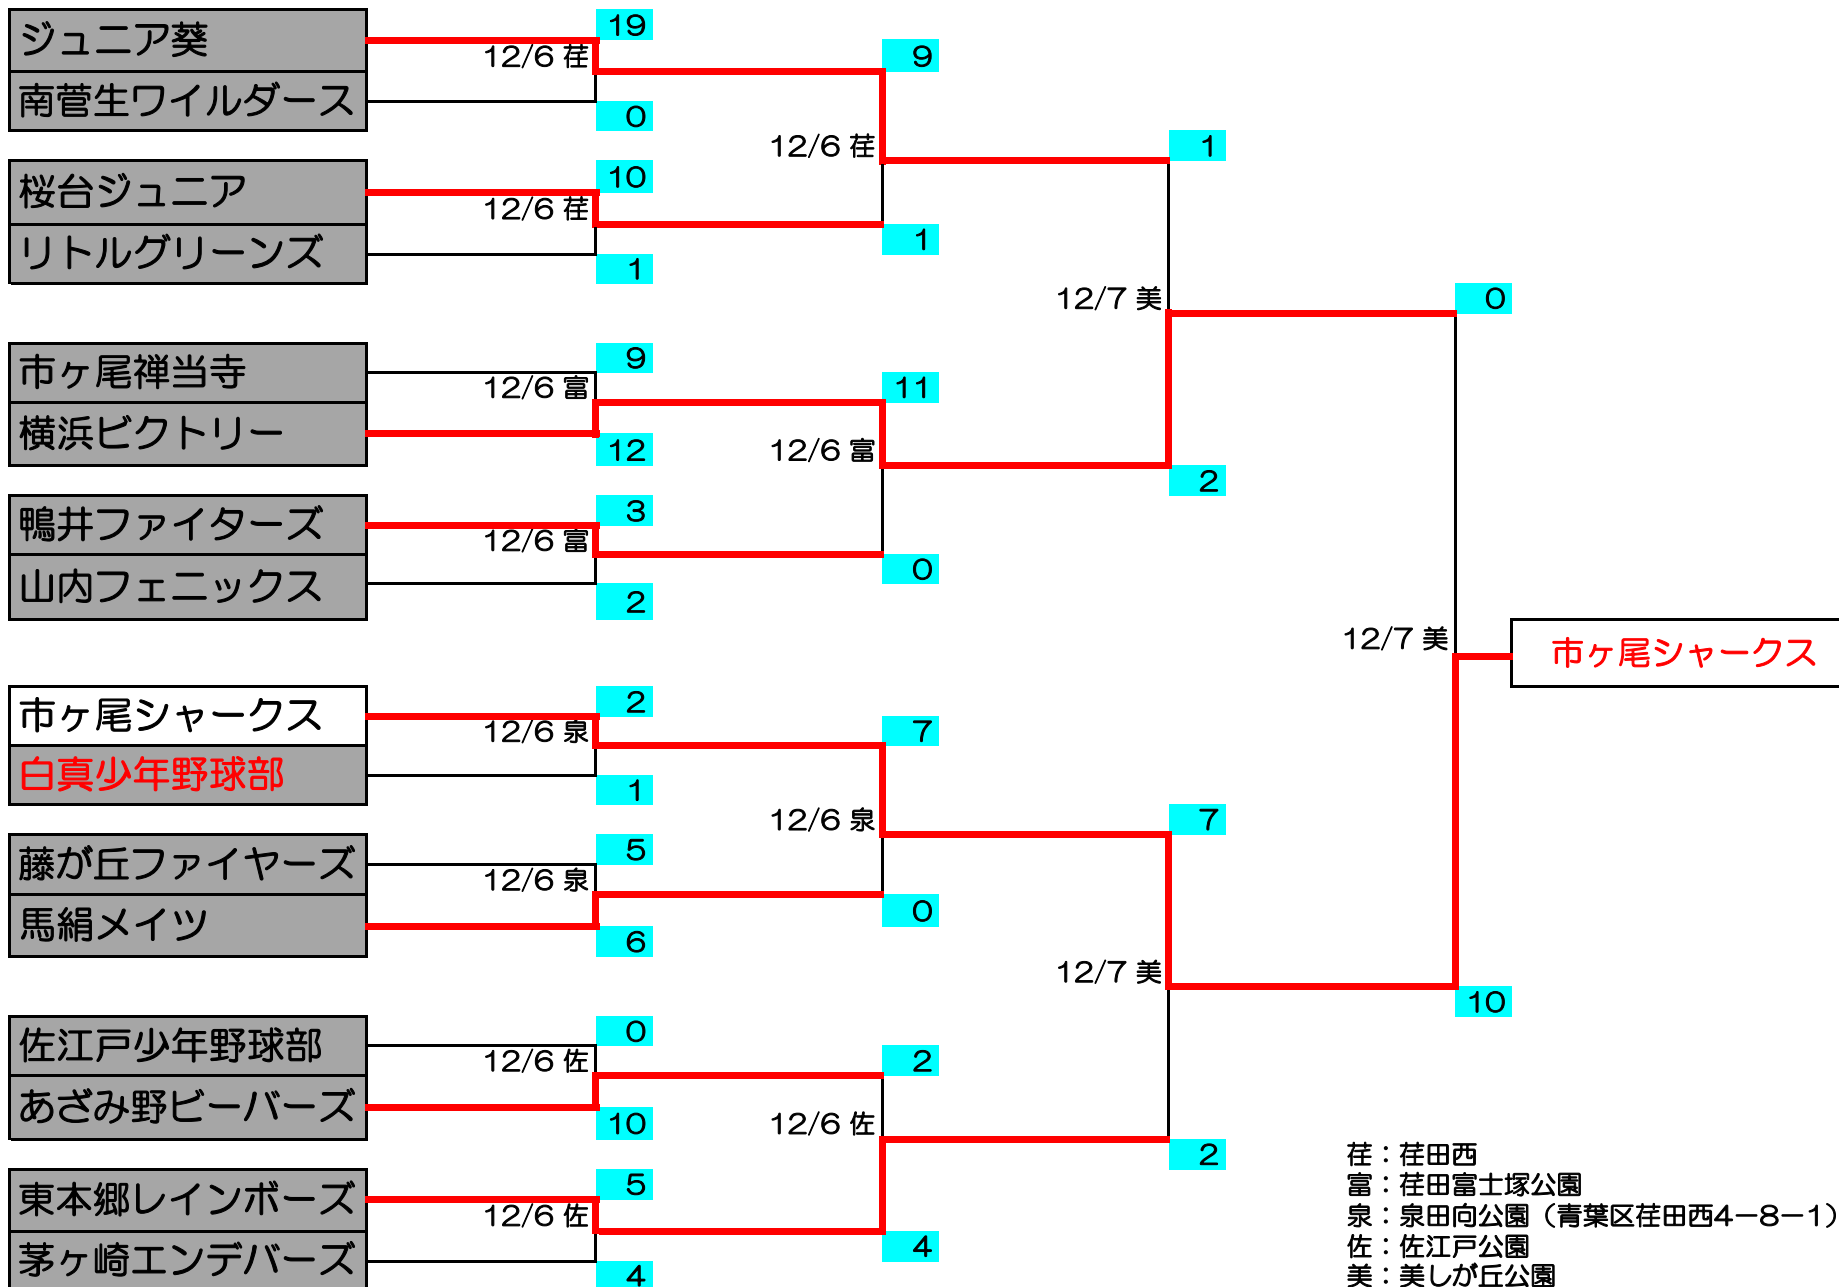 ジュニア葵
19
12/6 荏
9
南菅生ワイルダース
0
12/6 荏
1
桜台ジュニア
10
12/6 荏
1
リトルグリーンズ
1
12/7 美
0
市ヶ尾禅当寺
9
12/6 富
11
横浜ビクトリー
12
12/6 富
2
鴨井ファイターズ
3
12/6 富
0
山内フェニックス
2
12/7 美
市ヶ尾シャークス
市ヶ尾シャークス
2
12/6 泉
7
白真少年野球部
1
12/6 泉
7
藤が丘ファイヤーズ
5
12/6 泉
0
馬絹メイツ
6
12/7 美
10
佐江戸少年野球部
0
12/6 佐
2
あざみ野ビーバーズ
10
12/6 佐
2
東本郷レインボーズ
5
12/6 佐
4
茅ヶ崎エンデバーズ
4
荏：荏田西
富：荏田富士塚公園
泉：泉田向公園（青葉区荏田西4－8－1）
佐：佐江戸公園
美：美しが丘公園